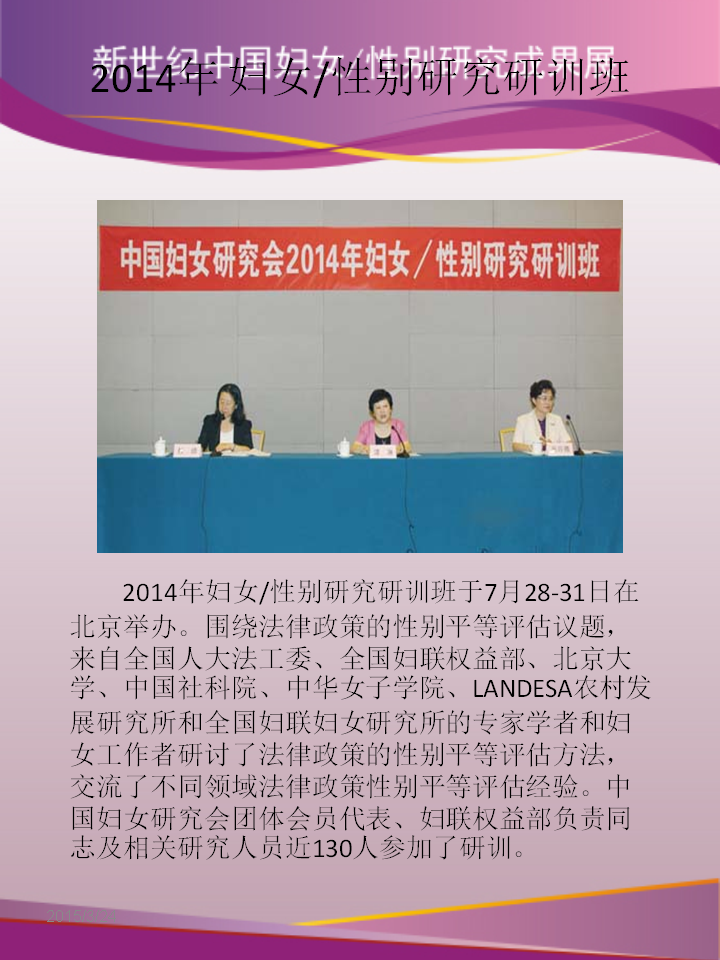 新世纪中国妇女/性别研究成果展
2014年妇女/性别研究研训班
中国妇女研究会2014年妇女/性别研究研训班
2014年妇女/性别研究研训班于7月28-31日在
北京举办。围绕法律政策的性别平等评估议题，
来自全国人大法工委、全国妇联权益部、北京大
学、中国社科院、中华女子学院、LANDESA农村发
展研究所和全国妇联妇女研究所的专家学者和妇
女工作者研讨了法律政策的性别平等评估方法，
交流了不同领域法律政策性别平等评估经验。中
国妇女研究会团体会员代表、妇联权益部负责同
志及相关研究人员近130人参加了研训。